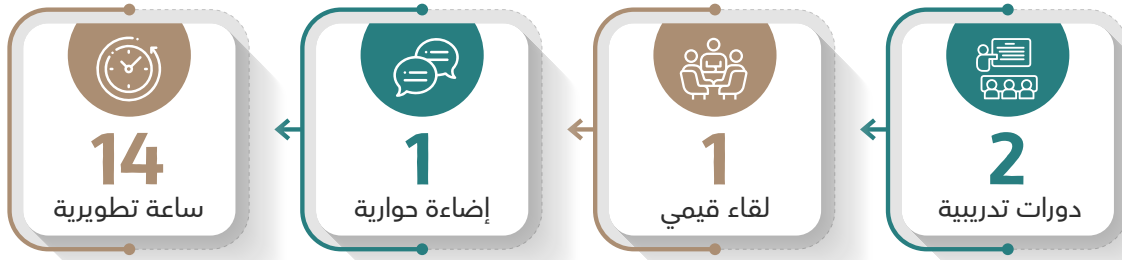 2
دورات تدريبية
1
لقاء قيمي
1
إضاءة حوارية
14
ساعة تطويرية